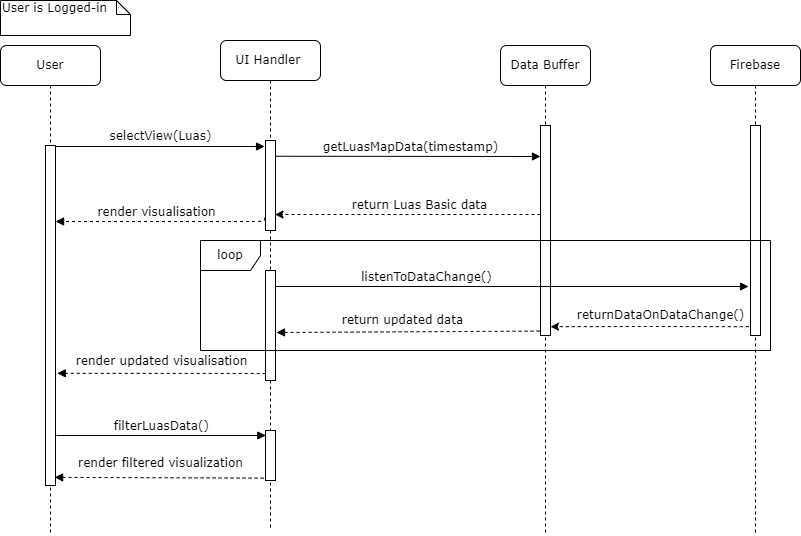 User is Logged-in
User
UI Handler
Data Buffer
Firebase
selectView(Luas)
getLuasMapData(timestamp)
return Luas Basic data
render visualisation
loop
listenToDataChange()
returnDataOnDataChange()
return updated data
render updated visualisation
filterLuasData()
render filtered visualization